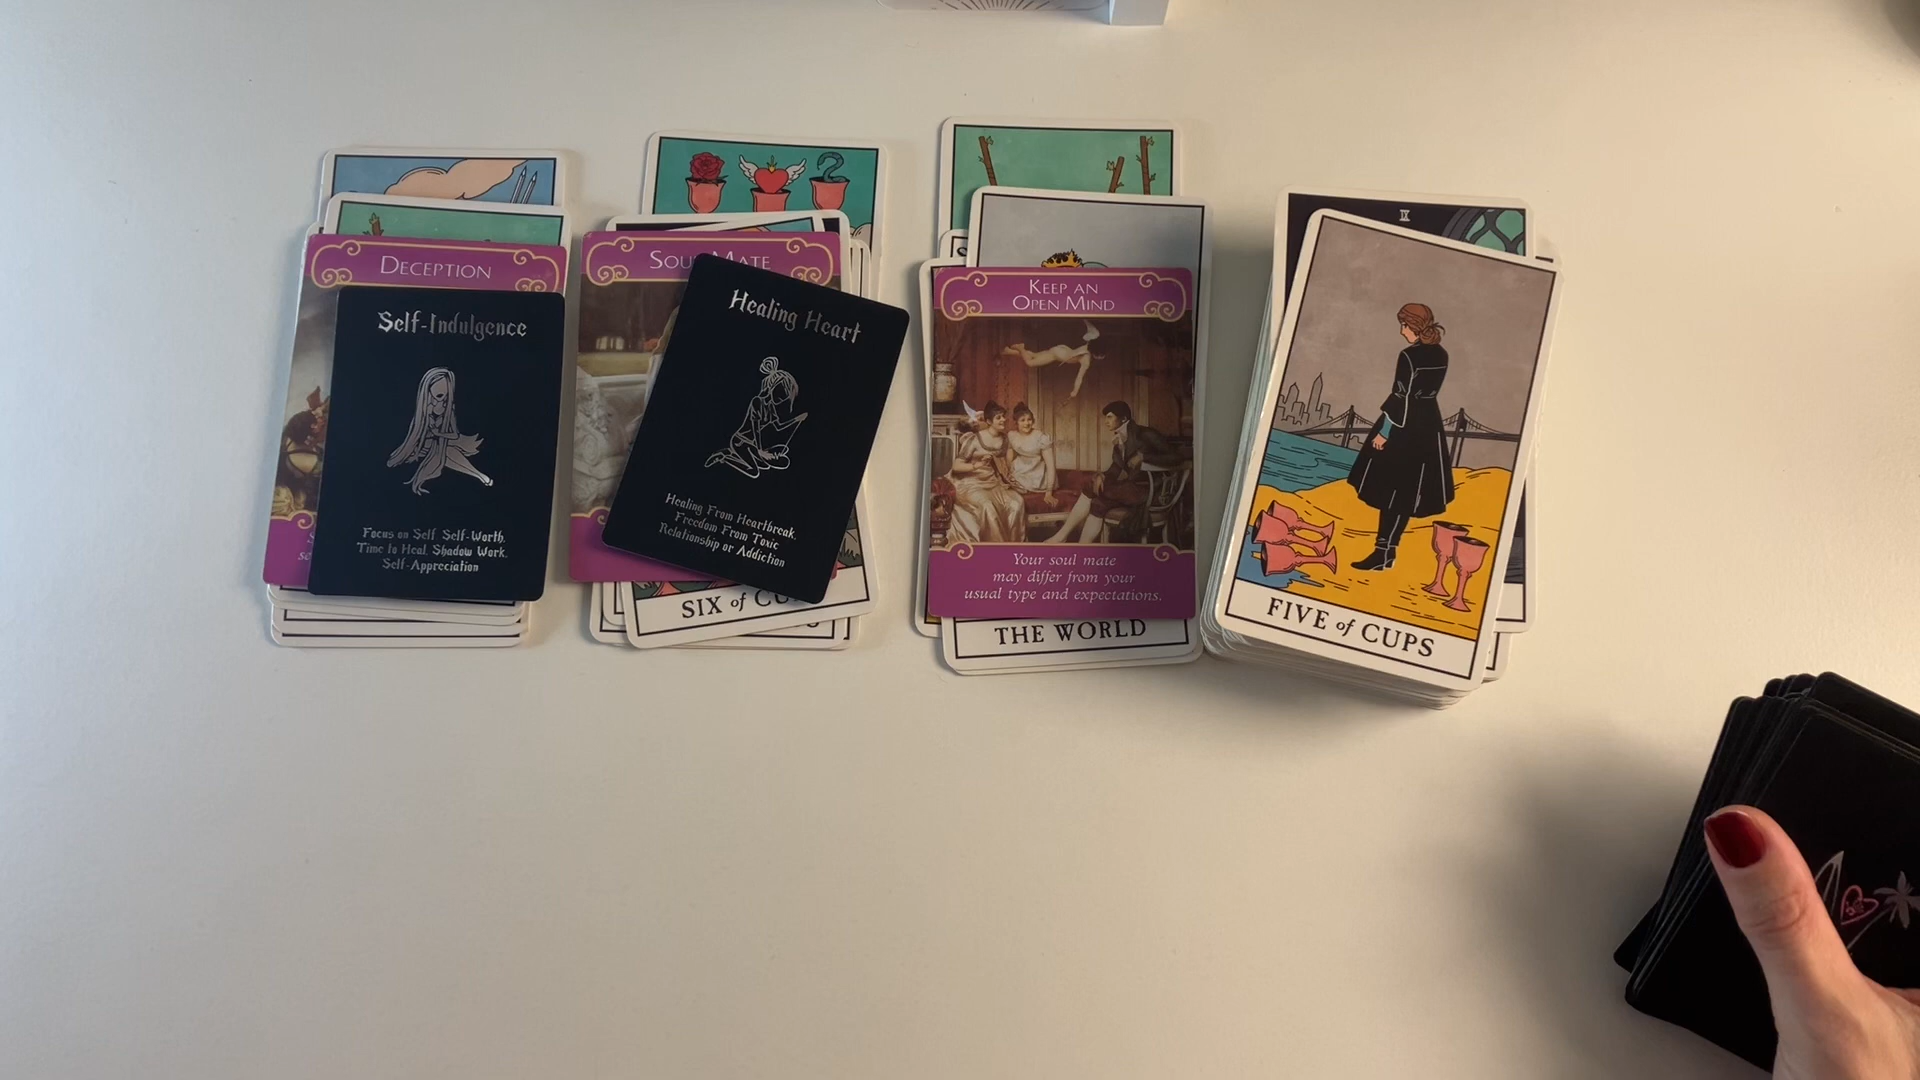 Deception
Self-Indulgence
Focus on Self Self-Worth,
Time to Heal, Shadow Work,
Self-Appreciation
Mate
Healing Heart
Healing From Heartbreak,
Freedom From Toxic
Relationship or Addiction
SIX of
Keep an
Open Mind
Your soul mate
may differ from your
usual type and expectations.
THE WORLD
IX
FIVE of CUPS